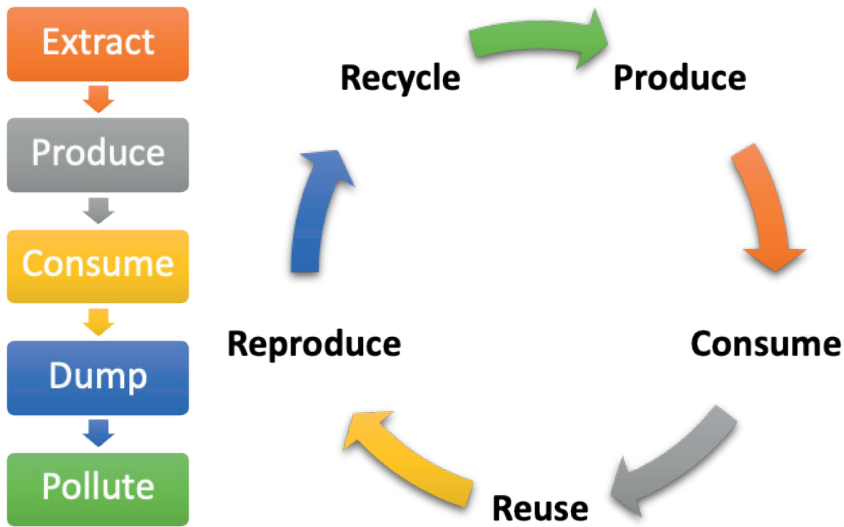 Extract
Produce
Consume
Dump
Pollute
Recycle
Produce
Consume
Reuse
Reproduce